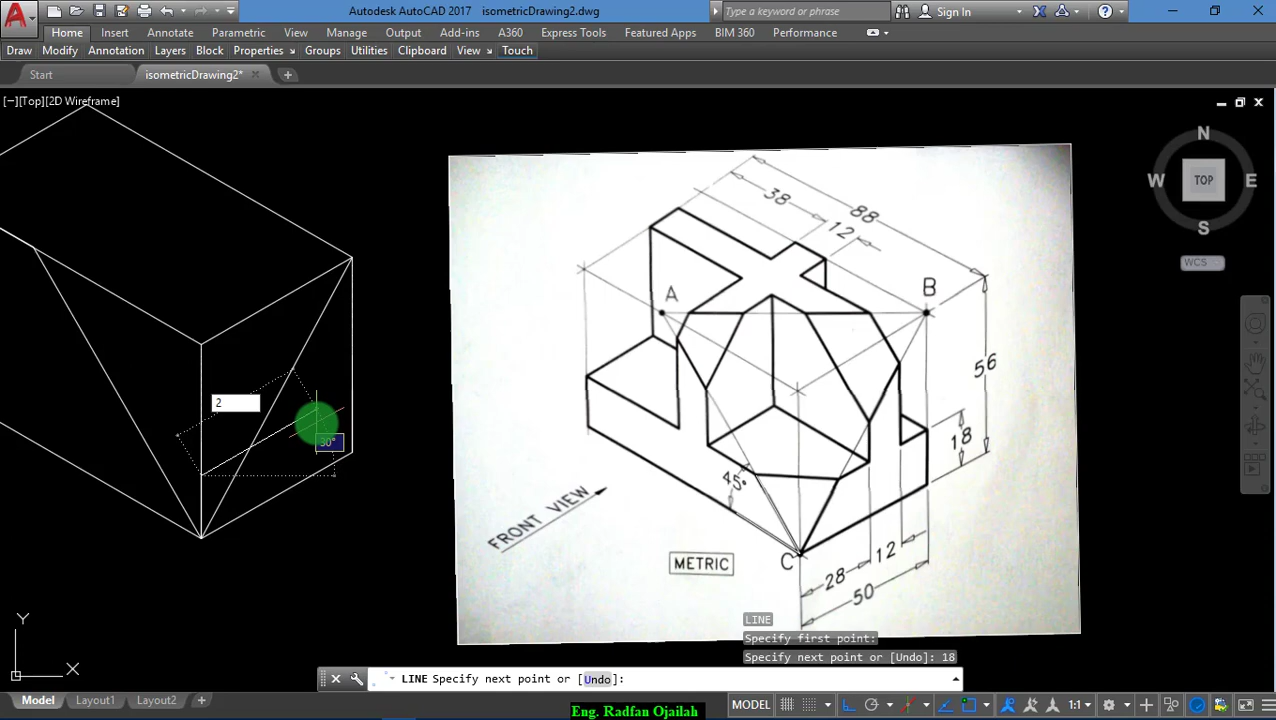 Autodesk AutoCAD 2017 isometricDrawing2.dwg
Type a keyword or phrase
Sign In
Home Insert Annotate Parametric View Manage Output Add-ins A360 Express Tools Featured Apps BIM 360 Performance
Draw Modify Annotation Layers Block Properties Groups Utilities Clipboard View Touch
Start isometricDrawing2*
[−][Top][2D Wireframe]
N
W TOP E
S
WCS
38
88
12
A
B
56
2
30°
18
45°
FRONT VIEW
METRIC
C
12
28
50
Y
X
LINE
Specify first point:
Specify next point or [Undo]: 18
LINE Specify next point or [Undo]:
Model Layout1 Layout2 +
MODEL 1:1
Eng. Radfan Ojailah